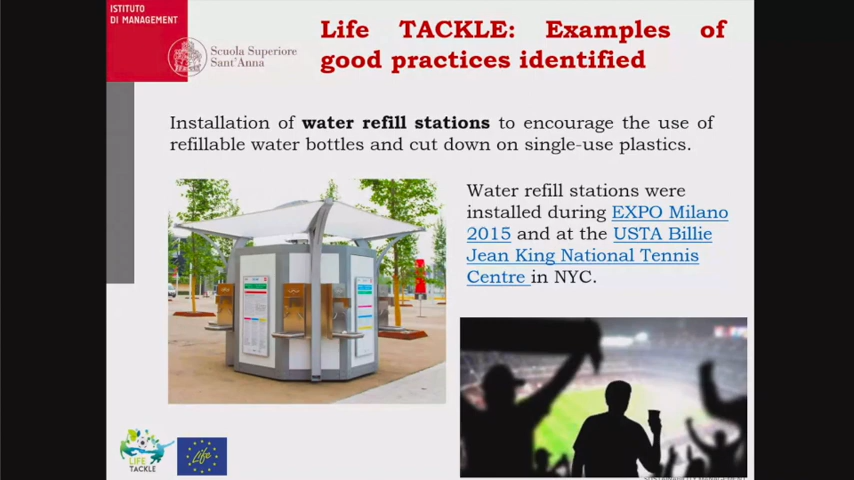 ISTITUTO
DI MANAGEMENT
Scuola Superiore
Sant'Anna
Life TACKLE: Examples of
good practices identified
Installation of water refill stations to encourage the use of
refillable water bottles and cut down on single-use plastics.
Water refill stations were
installed during EXPO Milano
2015 and at the USTA Billie
Jean King National Tennis
Centre in NYC.
LIFE
TACKLE
Life